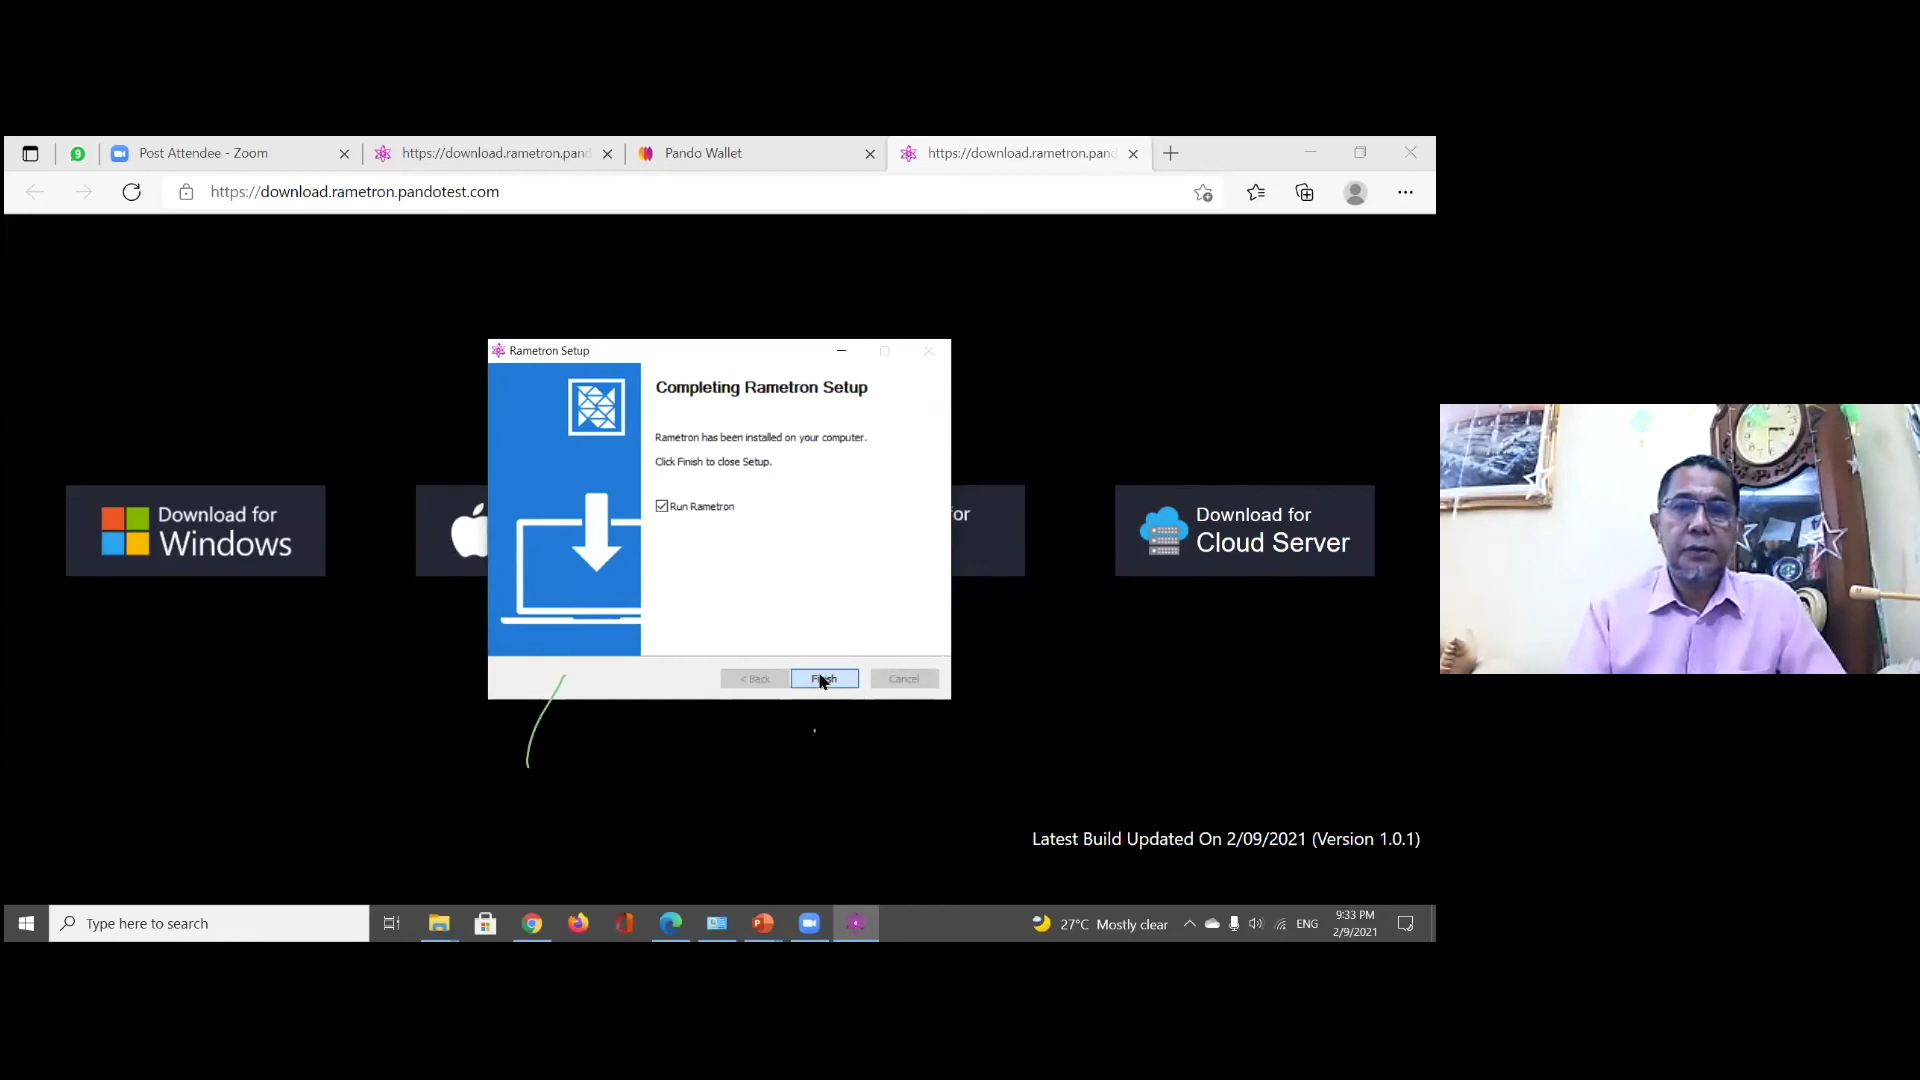 Post Attendee - Zoom
https://download.rametron.pand
Pando Wallet
https://download.rametron.pand
https://download.rametron.pandotest.com
Rametron Setup
Completing Rametron Setup
Rametron has been installed on your computer.
Click Finish to close Setup.
Run Rametron
Download for
Windows
for
Download for
Cloud Server
< Back
Finish
Cancel
Latest Build Updated On 2/09/2021 (Version 1.0.1)
Type here to search
27°C Mostly clear
ENG
9:33 PM
2/9/2021